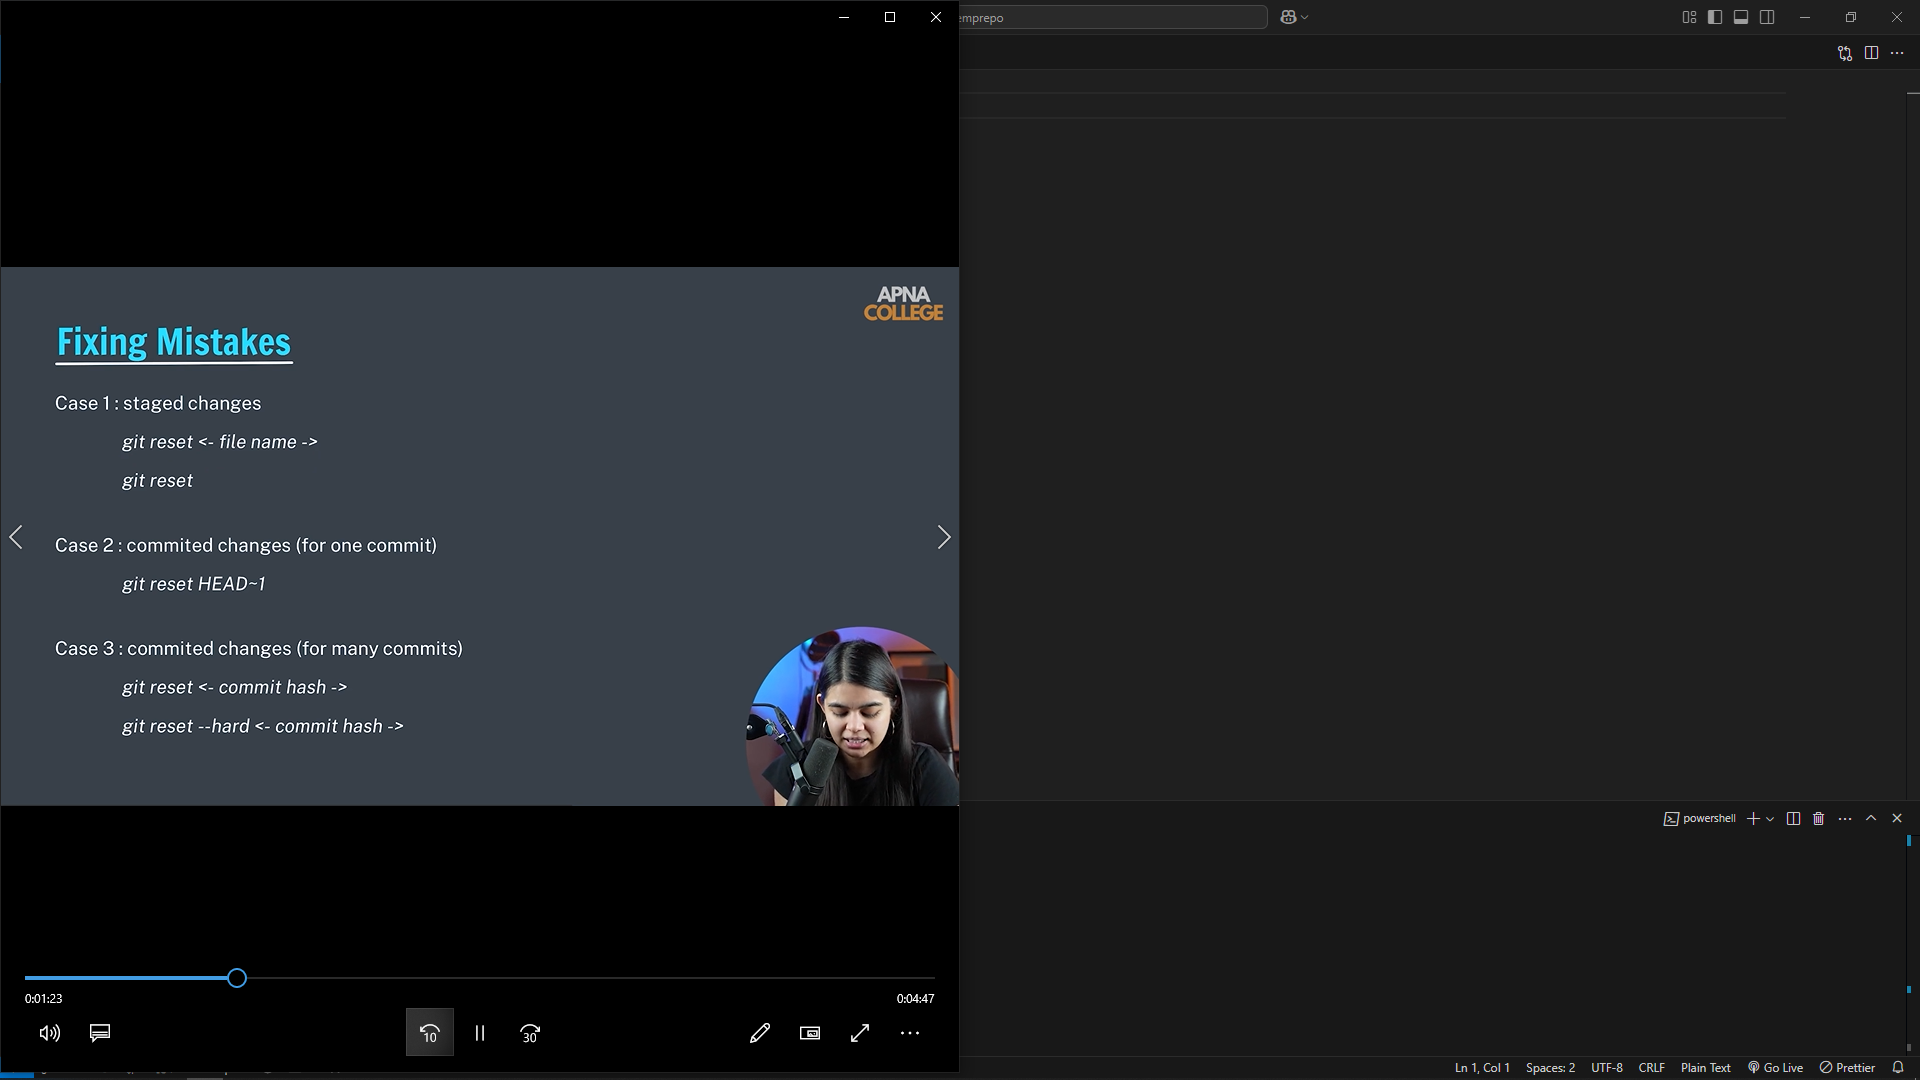 emprepo
APNA
COLLEGE
Fixing Mistakes
Case 1 : staged changes
git reset <- file name ->
git reset
Case 2 : commited changes (for one commit)
git reset HEAD~1
Case 3 : commited changes (for many commits)
git reset <- commit hash ->
git reset --hard <- commit hash ->
powershell
0:01:23
0:04:47
10
30
Ln 1, Col 1
Spaces: 2
UTF-8
CRLF
Plain Text
Go Live
Prettier